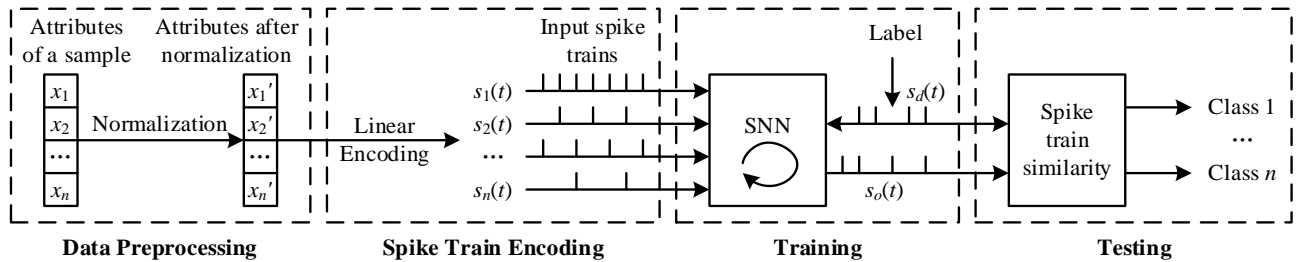 Attributes
of a sample
x1
x2
...
xn
Normalization
Attributes after
normalization
x1'
x2'
...
xn'
Data Preprocessing
Linear
Encoding
Input spike
trains
s1(t)
s2(t)
...
sn(t)
Spike Train Encoding
SNN
Label
sd(t)
so(t)
Training
Spike
train
similarity
Class 1
...
Class n
Testing